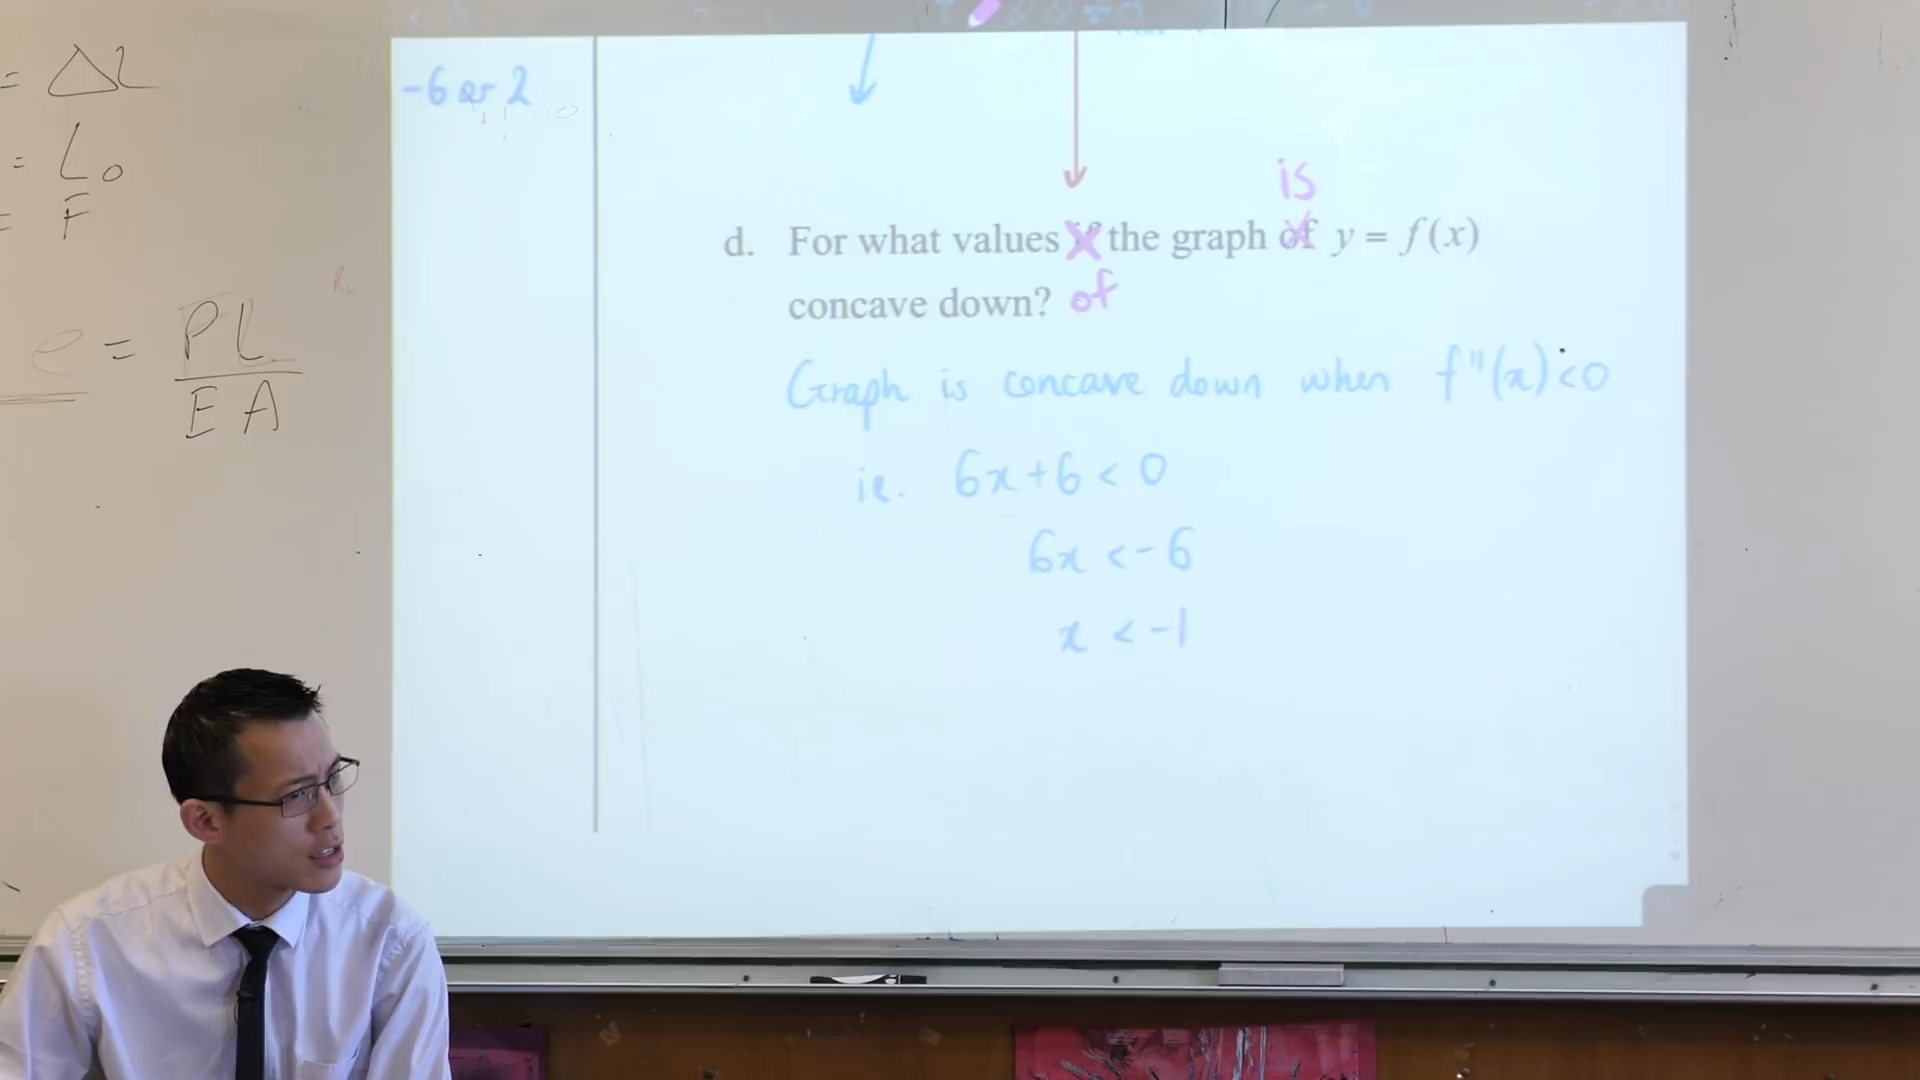 = ΔL
= L₀
= F
e = PL
EA
-6 or 2
is
d. For what values if the graph of y = f(x)
concave down? of
Graph is concave down when f''(x) < 0
ie. 6x + 6 < 0
6x < -6
x < -1